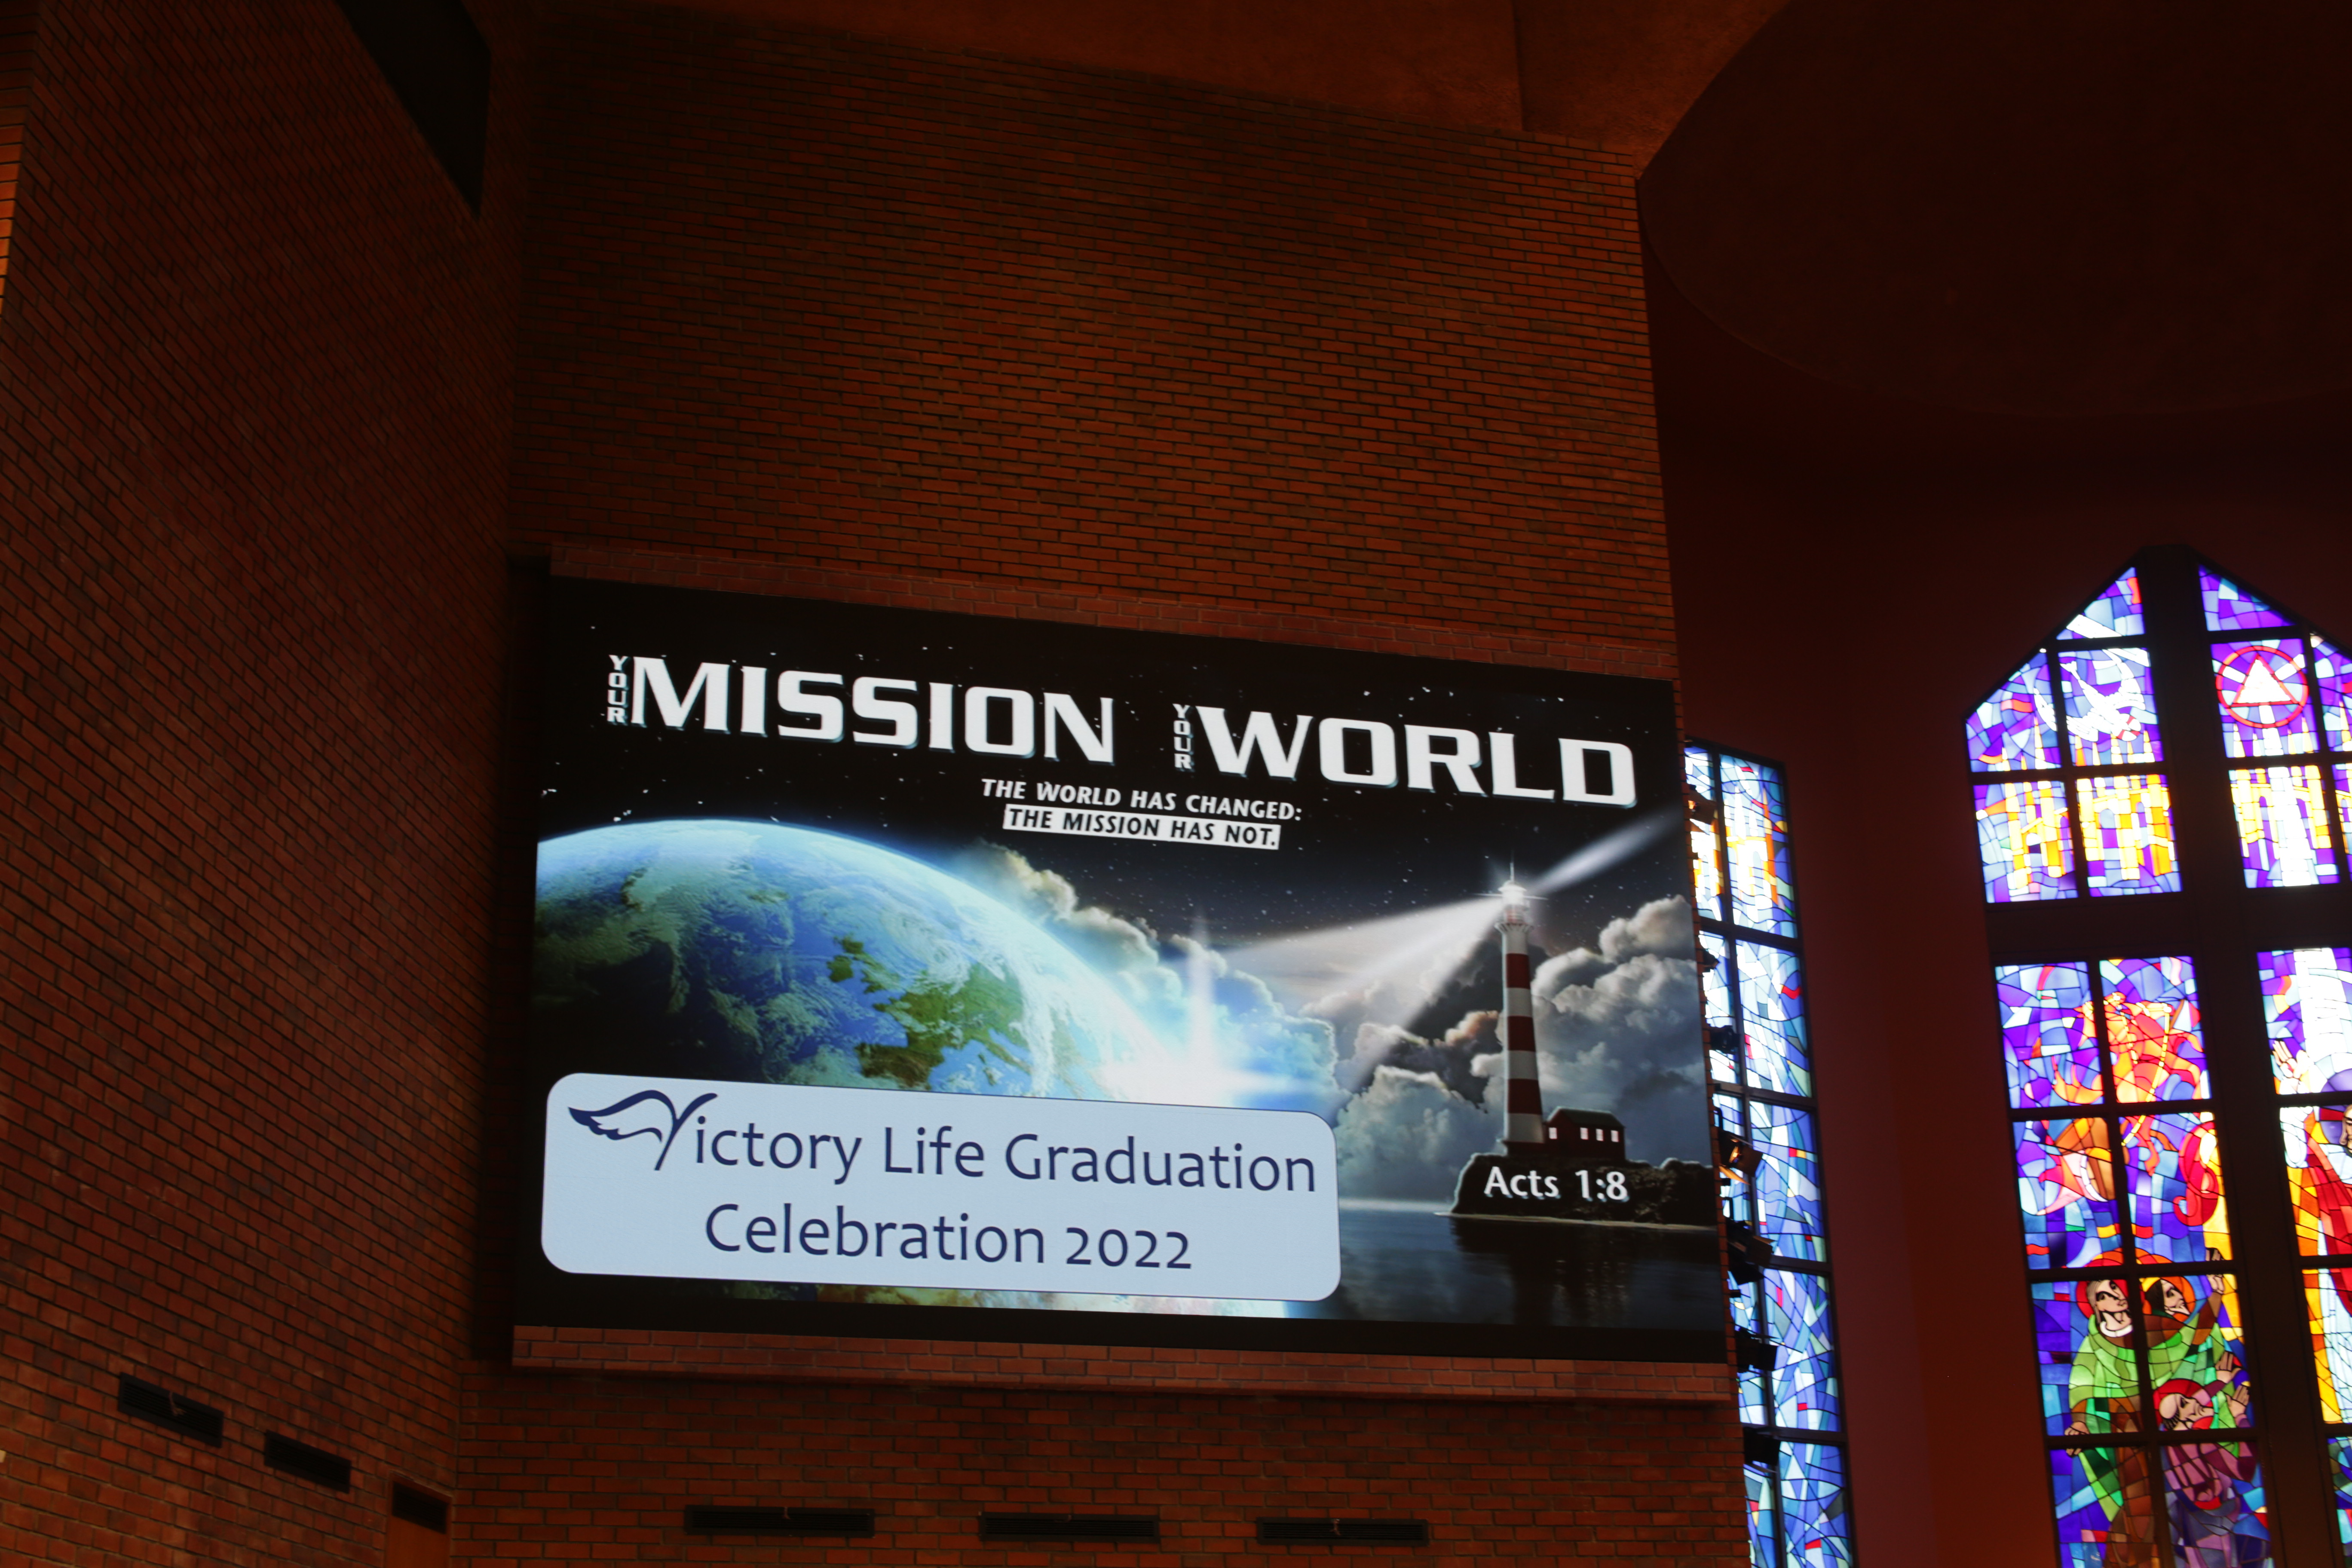 YOUR MISSION YOUR WORLD
THE WORLD HAS CHANGED:
THE MISSION HAS NOT.
Victory Life Graduation
Celebration 2022
Acts 1:8